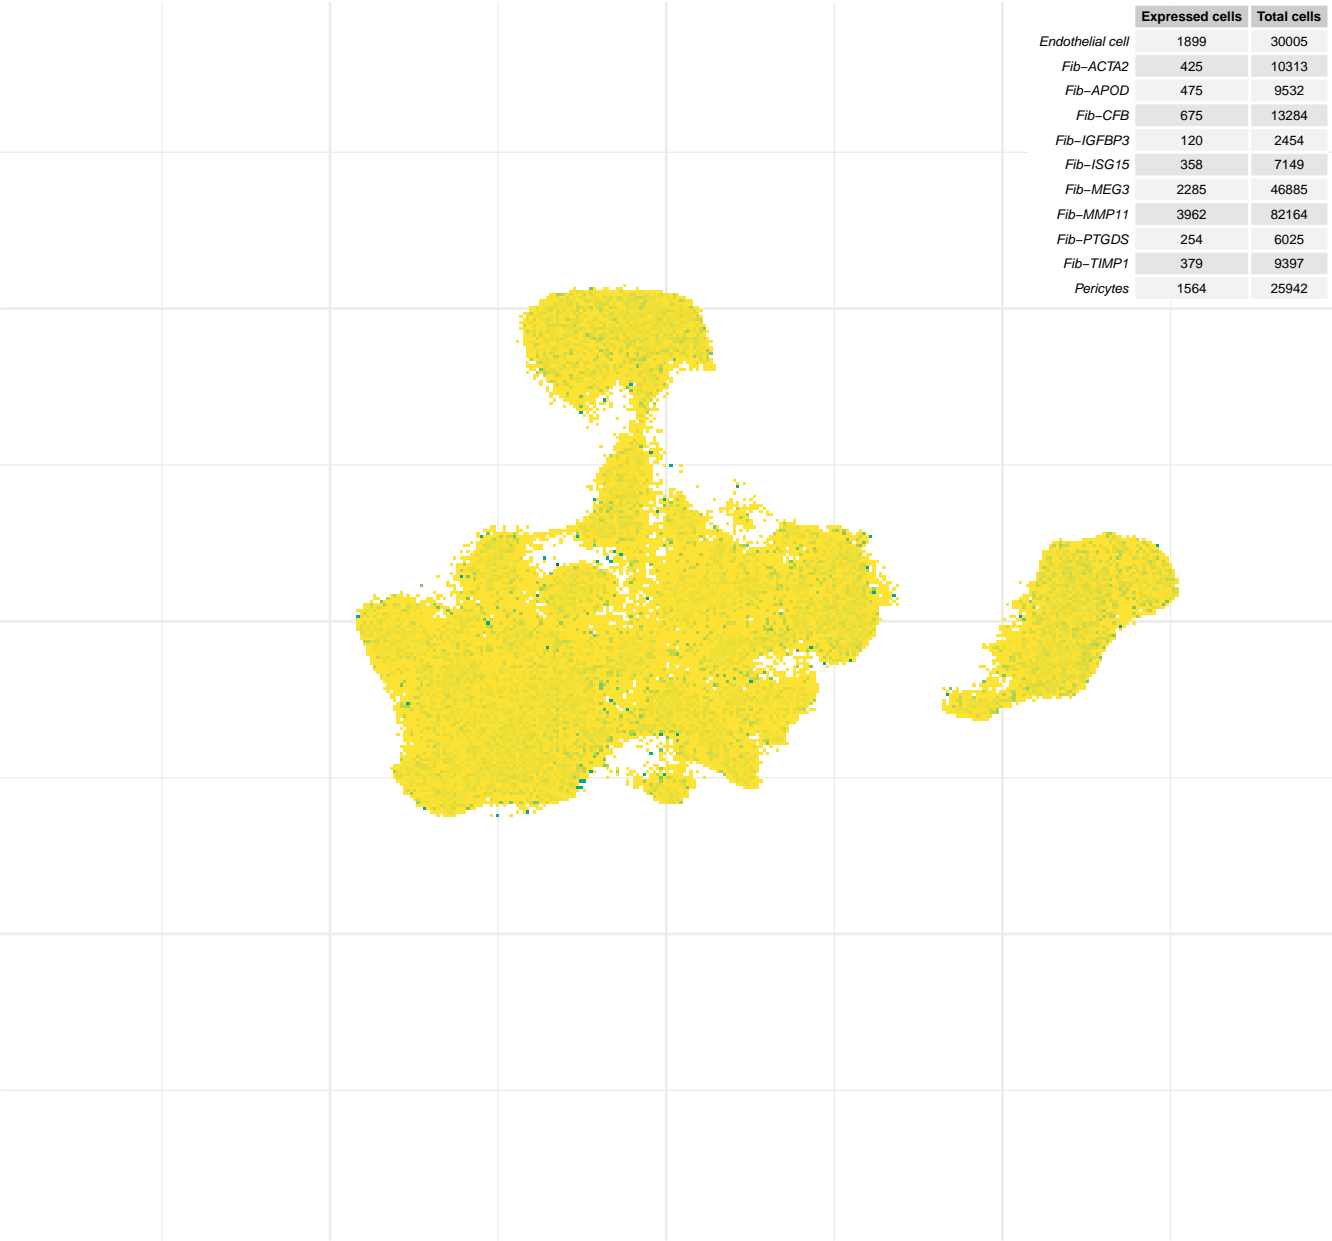 Expressed cells Total cells
Endothelial cell 1899 30005
Fib−ACTA2 425 10313
Fib−APOD 475 9532
Fib−CFB 675 13284
Fib−IGFBP3 120 2454
Fib−ISG15 358 7149
Fib−MEG3 2285 46885
Fib−MMP11 3962 82164
Fib−PTGDS 254 6025
Fib−TIMP1 379 9397
Pericytes 1564 25942